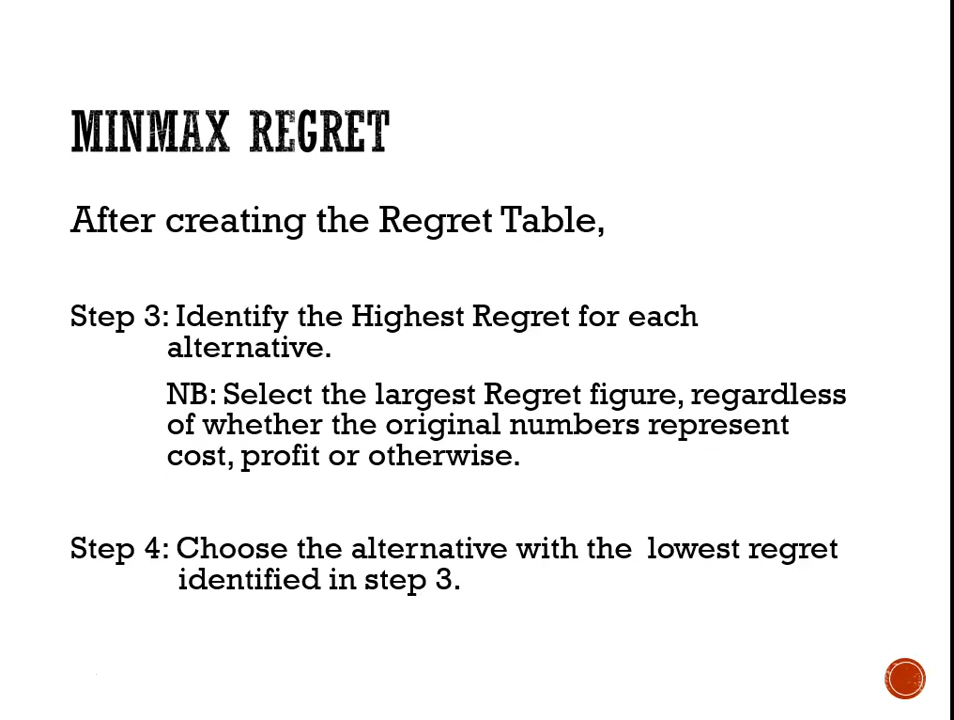 MINMAX REGRET
After creating the Regret Table,
Step 3: Identify the Highest Regret for each
alternative.
NB: Select the largest Regret figure, regardless
of whether the original numbers represent
cost, profit or otherwise.
Step 4: Choose the alternative with the lowest regret
identified in step 3.